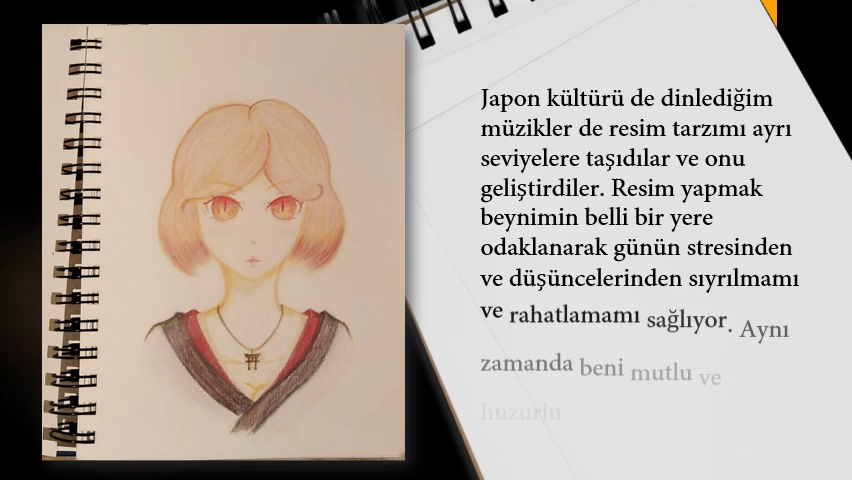 Japon kültürü de dinlediğim
müzikler de resim tarzımı ayrı
seviyelere taşıdılar ve onu
geliştirdiler. Resim yapmak
beynimin belli bir yere
odaklanarak günün stresinden
ve düşüncelerinden sıyrılmamı
ve rahatlamamı sağlıyor. Aynı
zamanda beni mutlu ve
huzurlu